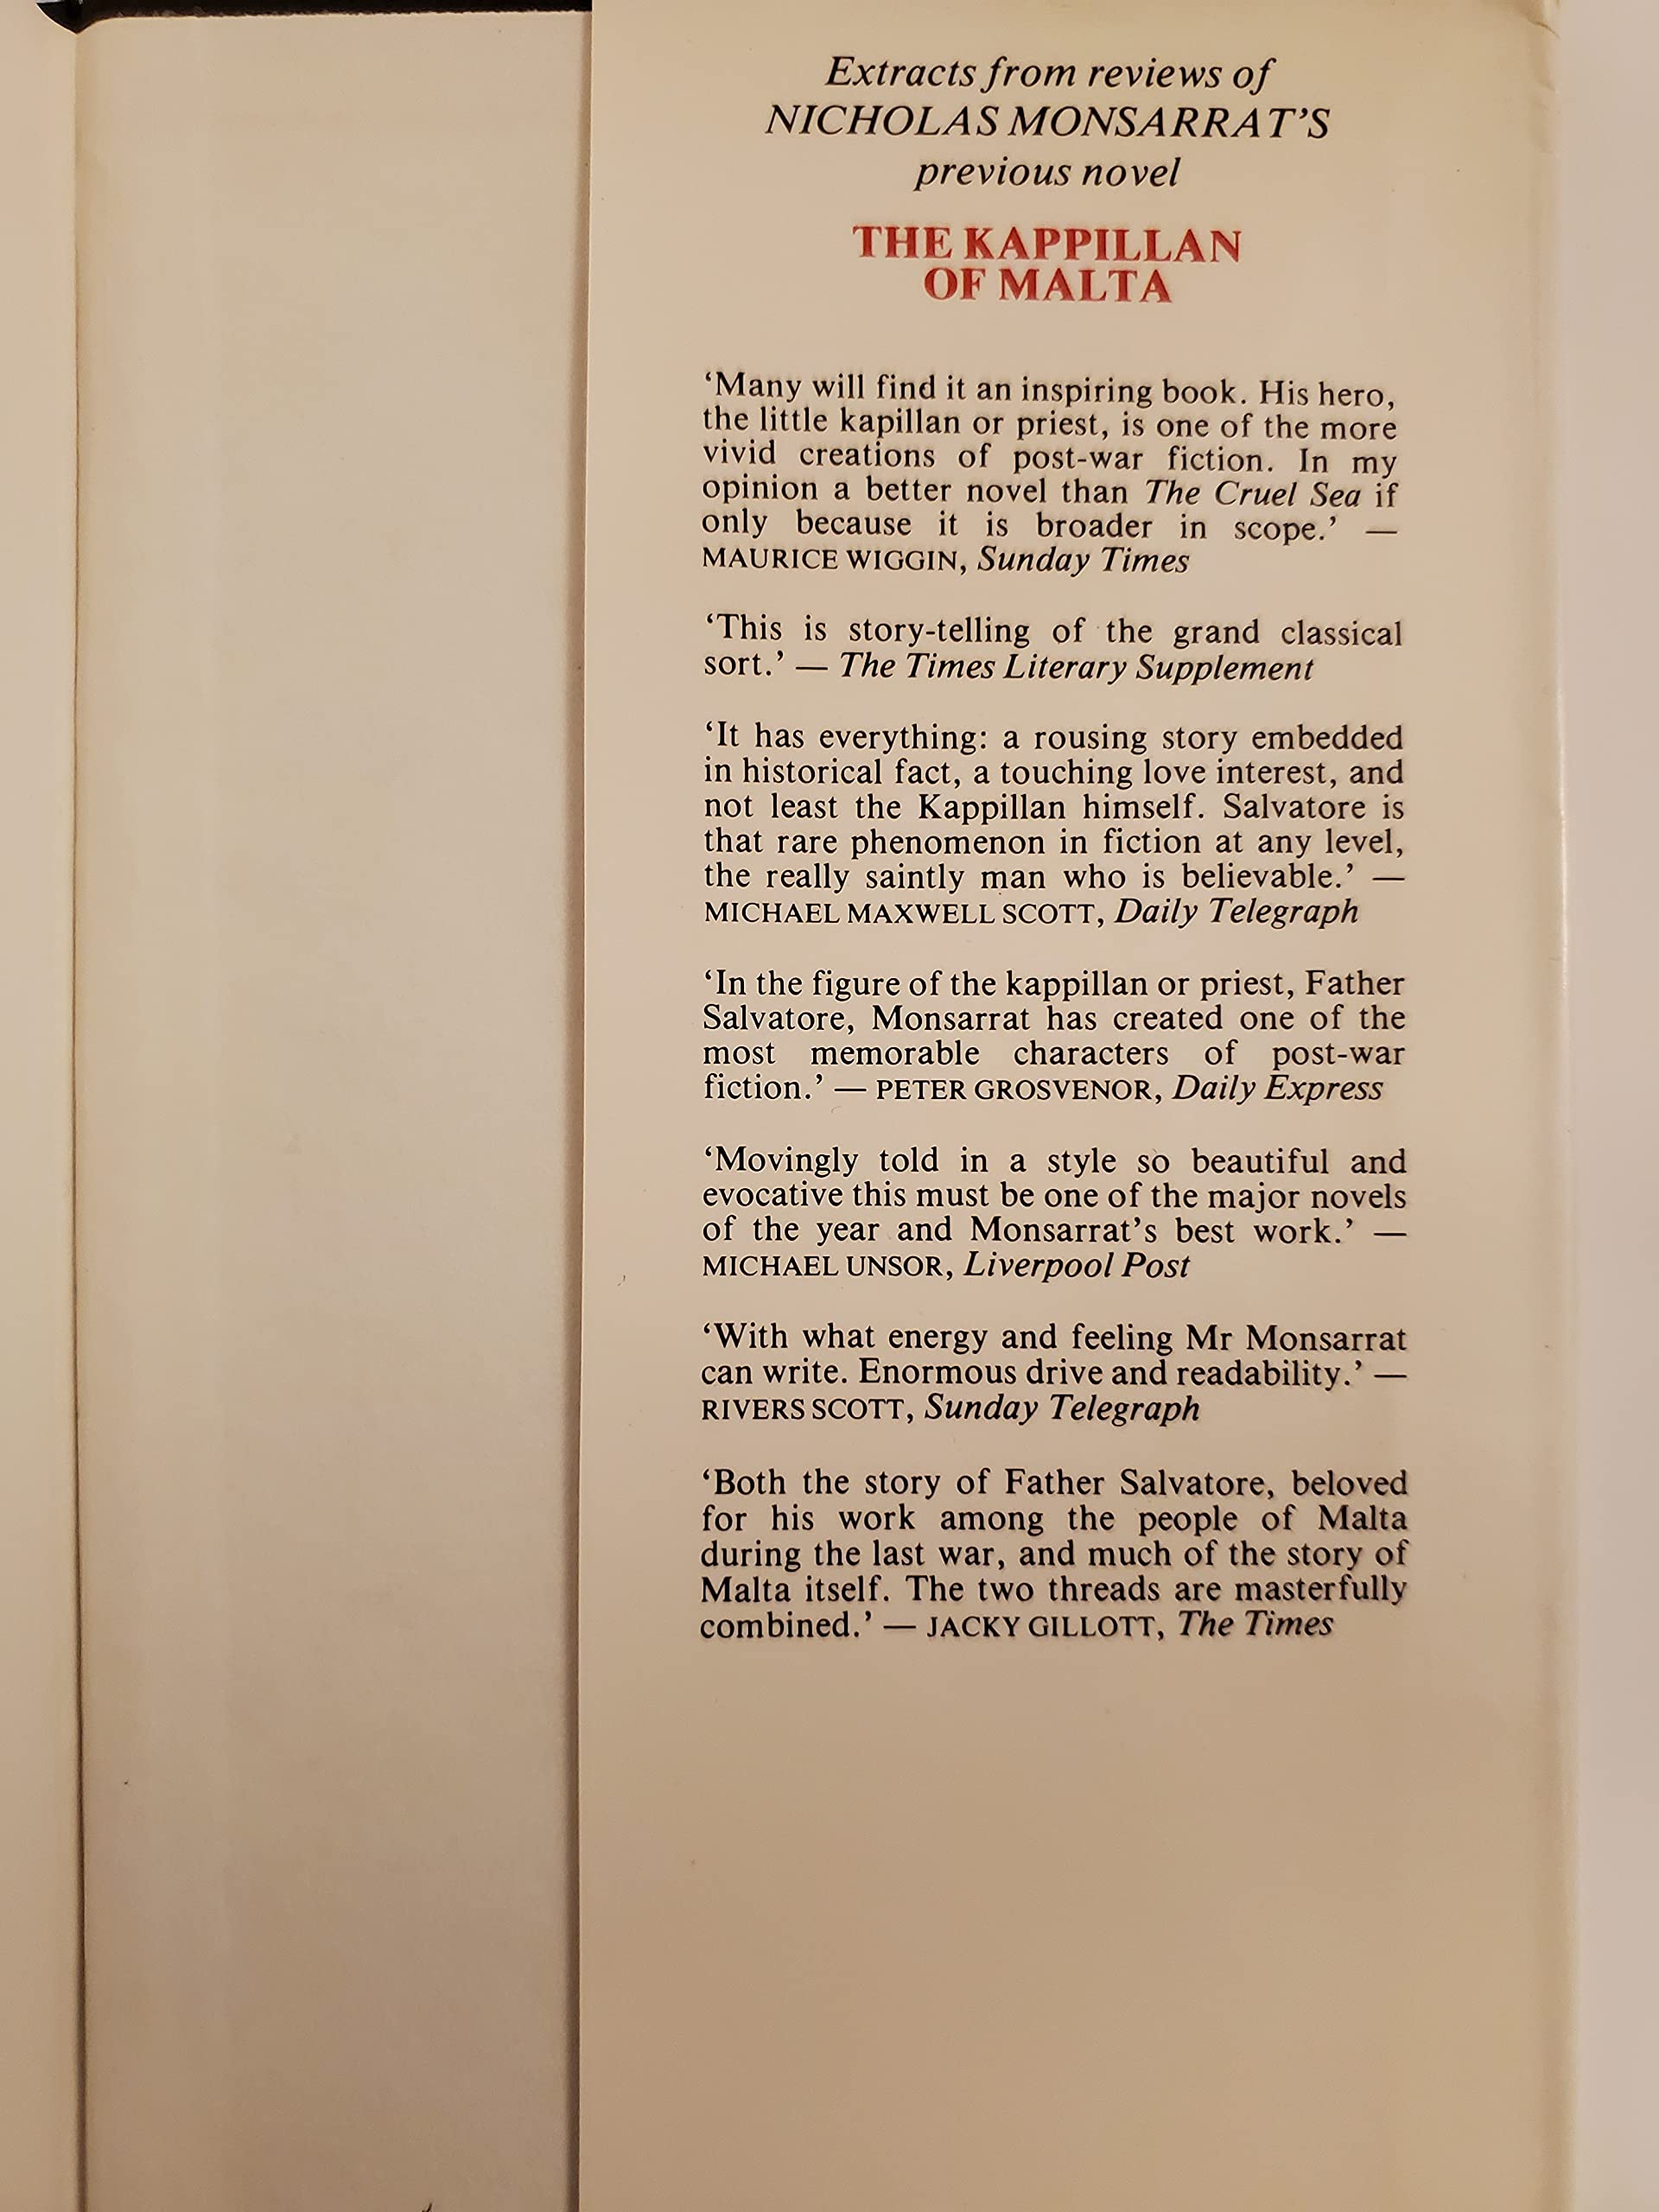 Extracts from reviews of
NICHOLAS MONSARRAT’S
previous novel
THE KAPPILLAN
OF MALTA
‘Many will find it an inspiring book. His hero,
the little kapillan or priest, is one of the more
vivid creations of post-war fiction. In my
opinion a better novel than The Cruel Sea if
only because it is broader in scope.’ —
MAURICE WIGGIN, Sunday Times
‘This is story-telling of the grand classical
sort.’ — The Times Literary Supplement
‘It has everything: a rousing story embedded
in historical fact, a touching love interest, and
not least the Kappillan himself. Salvatore is
that rare phenomenon in fiction at any level,
the really saintly man who is believable.’ —
MICHAEL MAXWELL SCOTT, Daily Telegraph
‘In the figure of the kappillan or priest, Father
Salvatore, Monsarrat has created one of the
most memorable characters of post-war
fiction.’ — PETER GROSVENOR, Daily Express
‘Movingly told in a style so beautiful and
evocative this must be one of the major novels
of the year and Monsarrat’s best work.’ —
MICHAEL UNSOR, Liverpool Post
‘With what energy and feeling Mr Monsarrat
can write. Enormous drive and readability.’ —
RIVERS SCOTT, Sunday Telegraph
‘Both the story of Father Salvatore, beloved
for his work among the people of Malta
during the last war, and much of the story of
Malta itself. The two threads are masterfully
combined.’ — JACKY GILLOTT, The Times